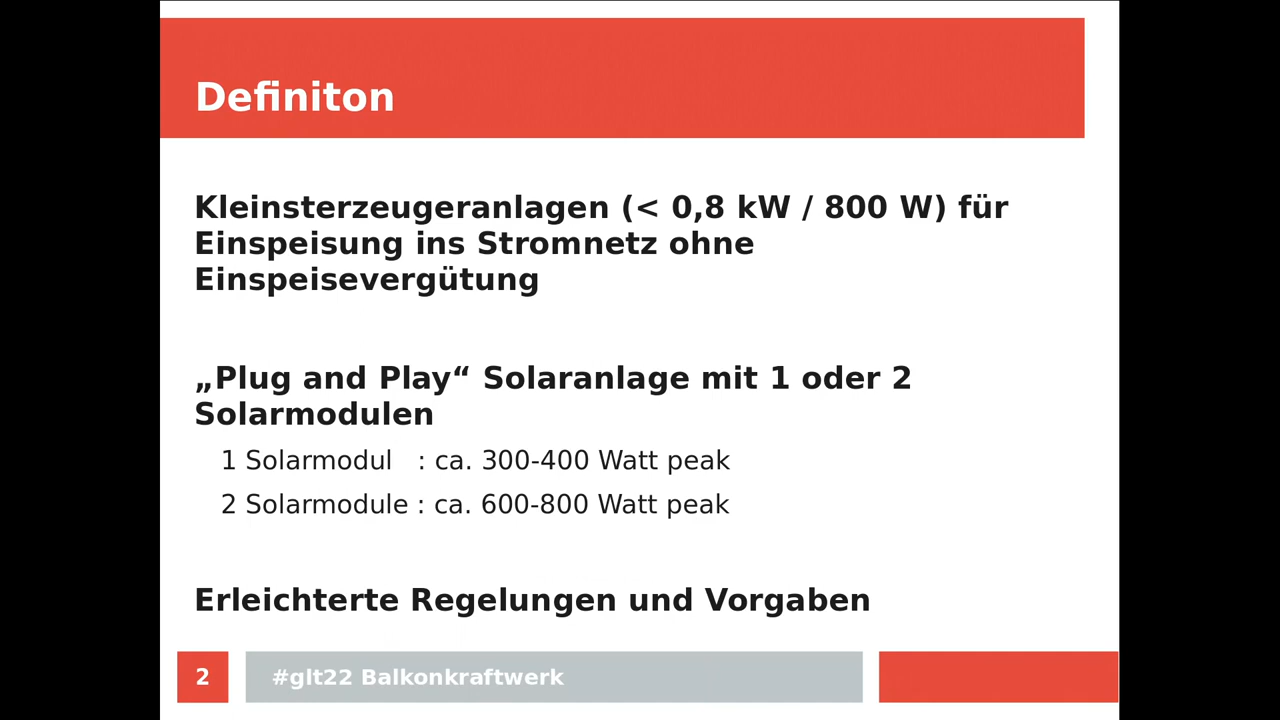 Definiton
Kleinsterzeugeranlagen (< 0,8 kW / 800 W) für
Einspeisung ins Stromnetz ohne
Einspeisevergütung
„Plug and Play“ Solaranlage mit 1 oder 2
Solarmodulen
1 Solarmodul : ca. 300-400 Watt peak
2 Solarmodule : ca. 600-800 Watt peak
Erleichterte Regelungen und Vorgaben
2
#glt22 Balkonkraftwerk